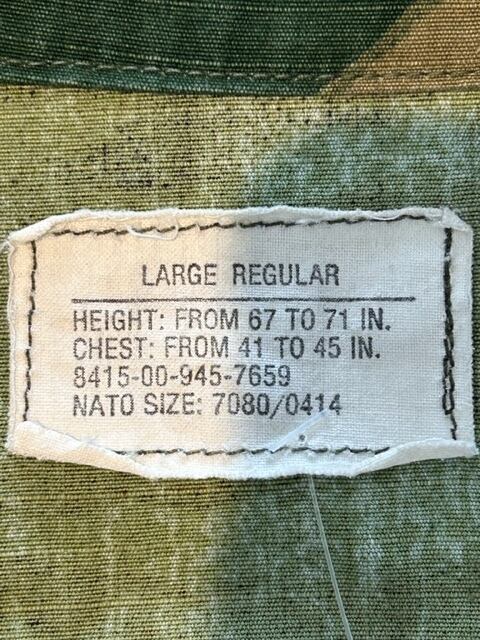 LARGE REGULAR
HEIGHT: FROM 67 TO 71 IN.
CHEST: FROM 41 TO 45 IN.
8415-00-945-7659
NATO SIZE: 7080/0414